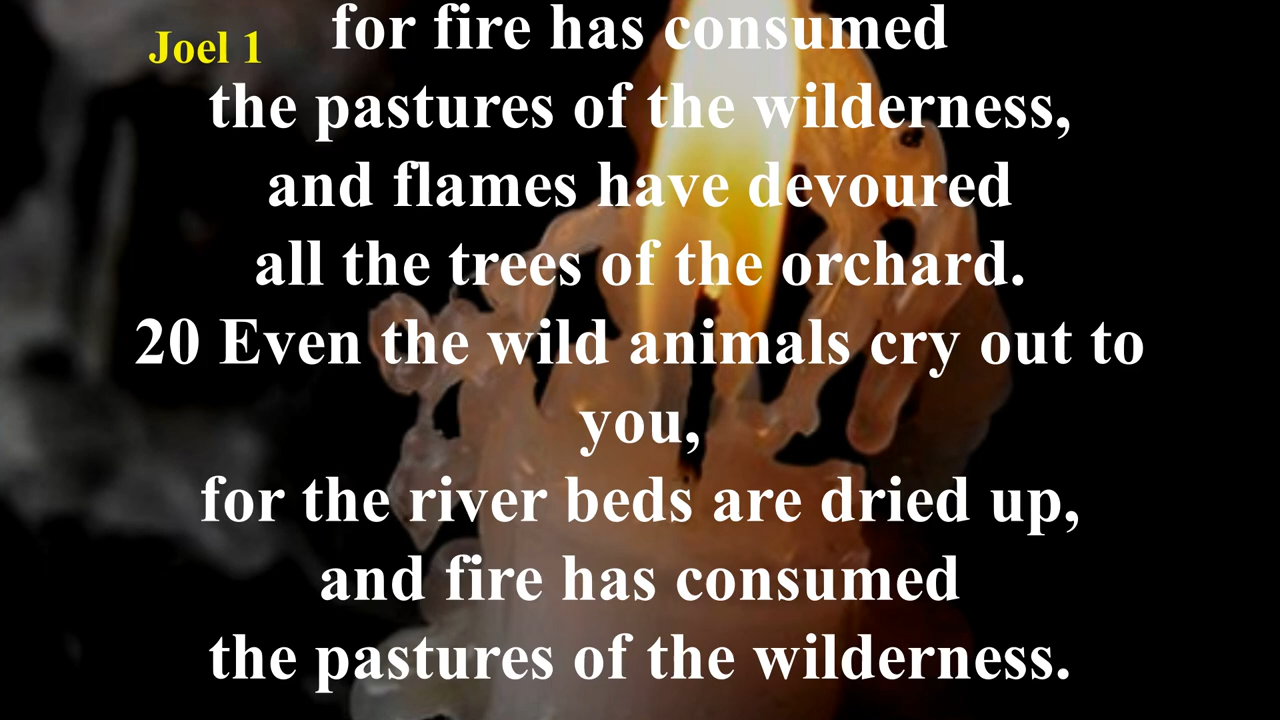 Joel 1
for fire has consumed
the pastures of the wilderness,
and flames have devoured
all the trees of the orchard.
20 Even the wild animals cry out to
you,
for the river beds are dried up,
and fire has consumed
the pastures of the wilderness.